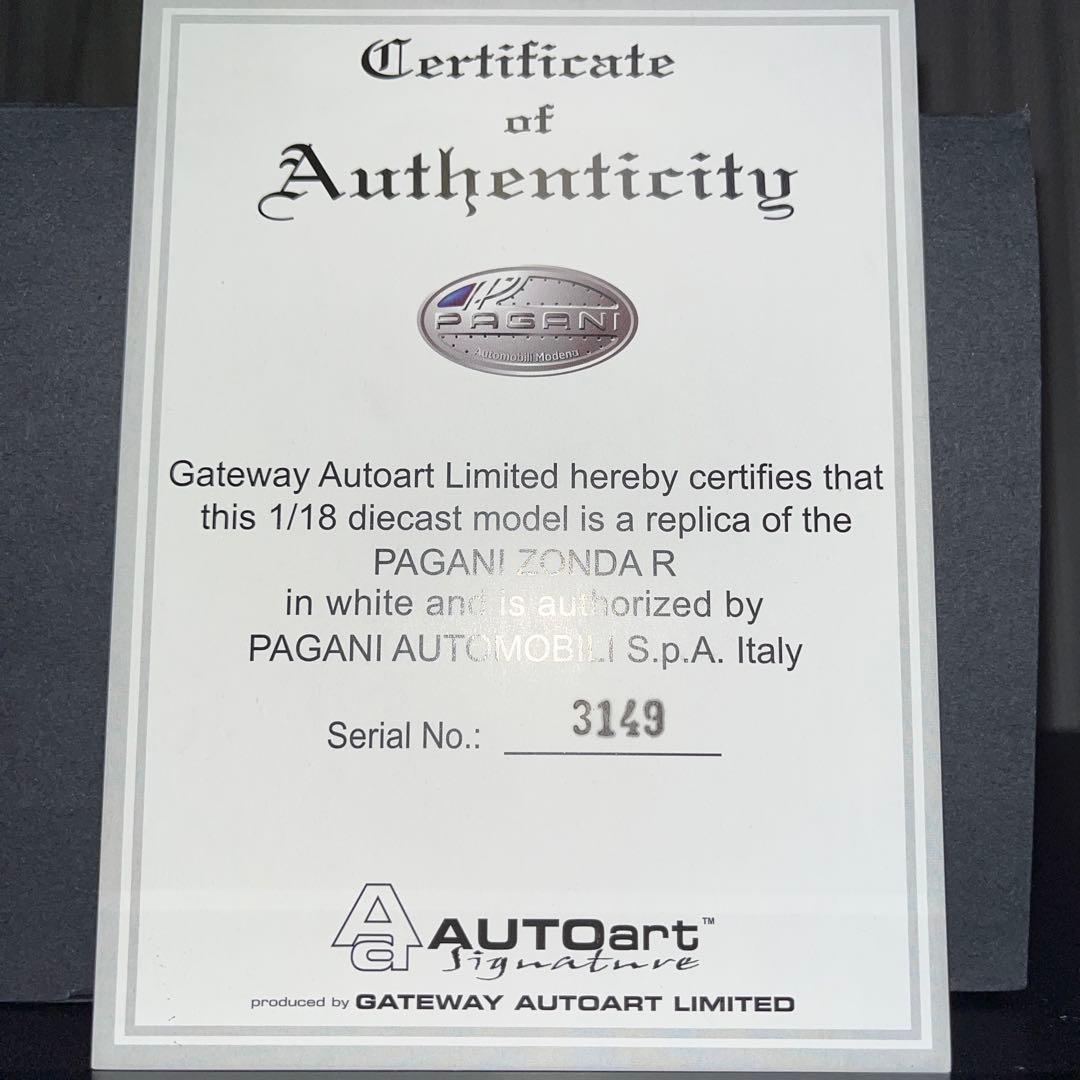 Certificate
of
Authenticity
PAGANI
Automobili Modena
Gateway Autoart Limited hereby certifies that
this 1/18 diecast model is a replica of the
PAGANI ZONDA R
in white and is authorized by
PAGANI AUTOMOBILI S.p.A. Italy
Serial No.: 3149
Aa AUTOart™
Signature
produced by GATEWAY AUTOART LIMITED